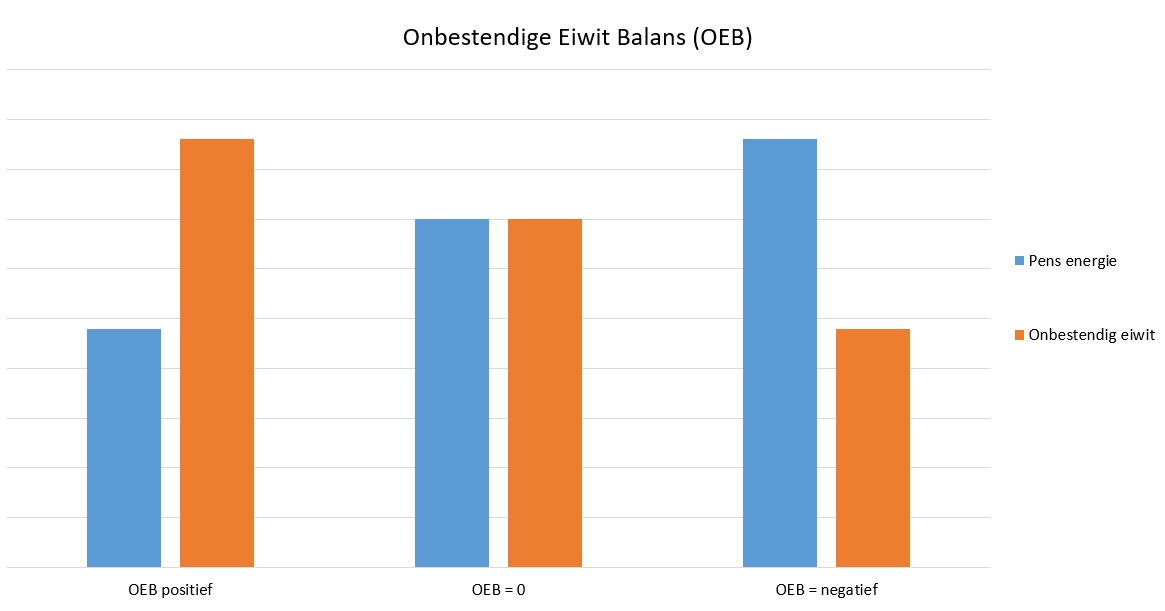 Onbestendige Eiwit Balans (OEB)
Pens energie
Onbestendig eiwit
OEB positief
OEB = 0
OEB = negatief